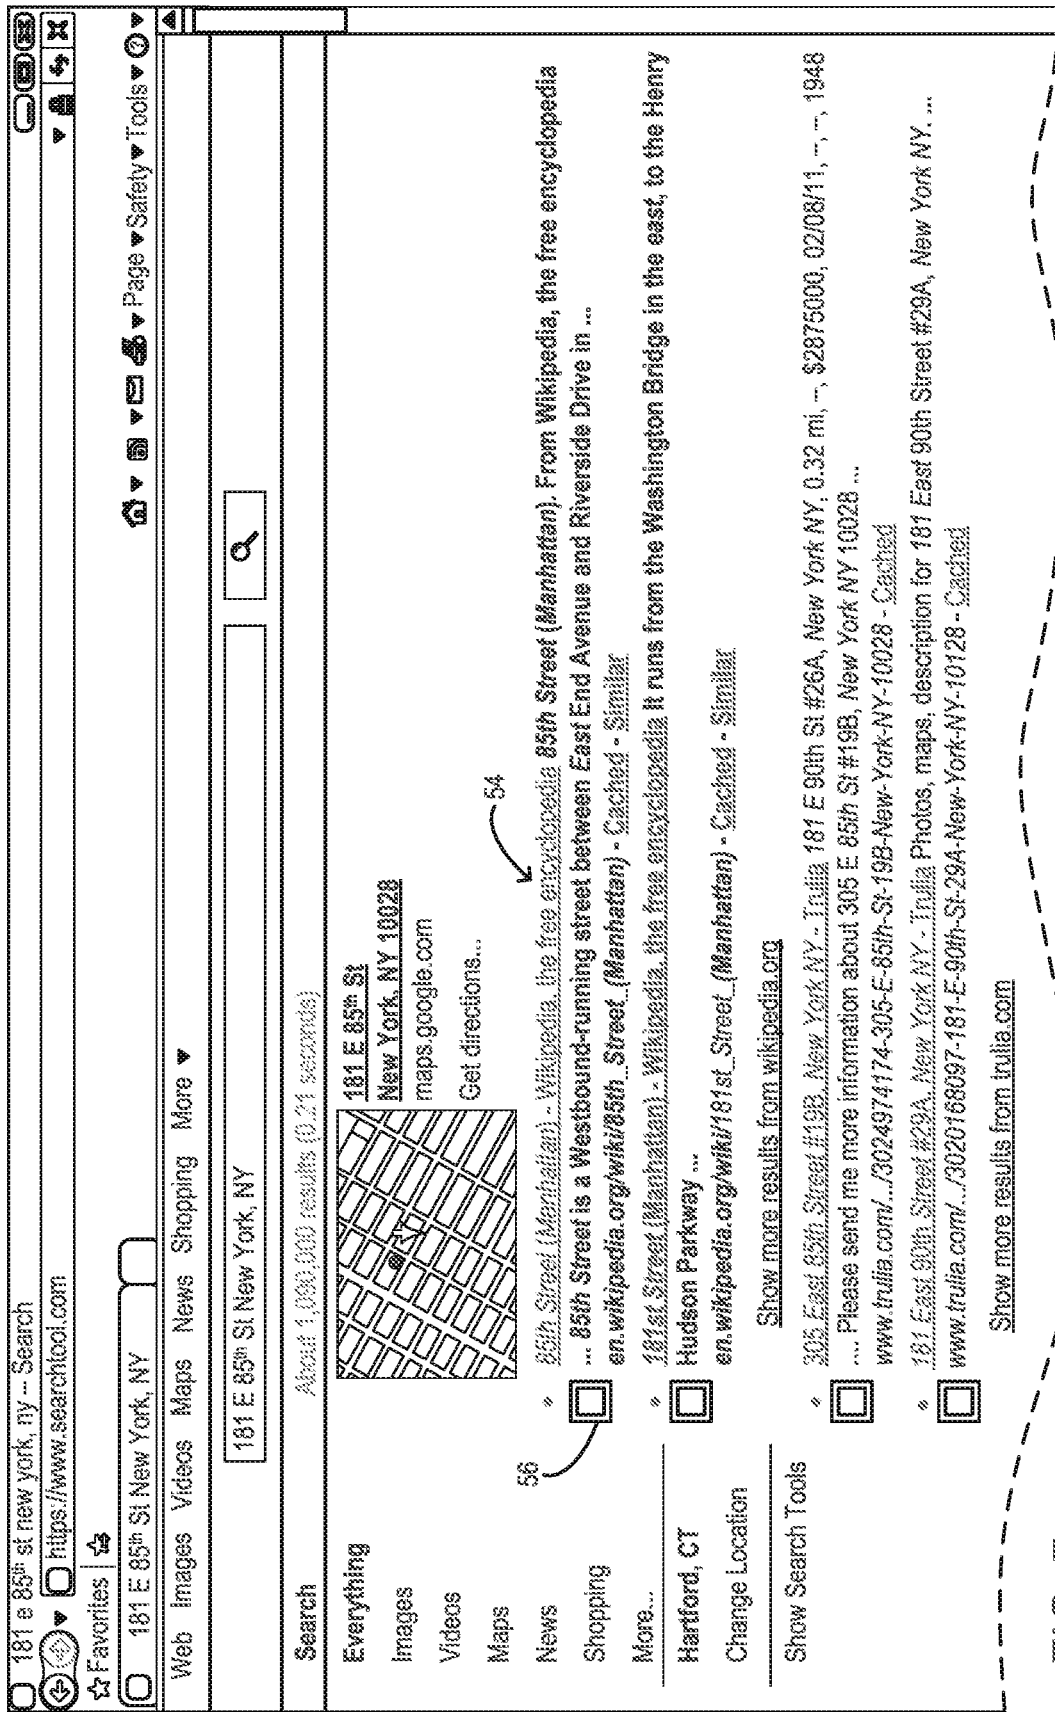 181 e 85th st new york, ny -- Search
https://www.searchtool.com
Favorites
181 E 85th St New York, NY
Page Safety Tools
Web Images Videos Maps News Shopping More
181 E 85th St New York, NY
Search
About 1,090,000 results (0.21 seconds)
Everything
Images
Videos
Maps
News
Shopping
More...
Hartford, CT
Change Location
Show Search Tools
181 E 85th St
New York, NY 10028
maps.google.com
Get directions...
54
56
85th Street (Manhattan) - Wikipedia, the free encyclopedia 85th Street (Manhattan). From Wikipedia, the free encyclopedia
... 85th Street is a Westbound-running street between East End Avenue and Riverside Drive in ...
en.wikipedia.org/wiki/85th_Street_(Manhattan) - Cached - Similar
181st Street (Manhattan) - Wikipedia, the free encyclopedia It runs from the Washington Bridge in the east, to the Henry
Hudson Parkway ...
en.wikipedia.org/wiki/181st_Street_(Manhattan) - Cached - Similar
Show more results from wikipedia.org
305 East 85th Street #19B, New York NY - Trulia 181 E 90th St #26A, New York NY, 0.32 mi, --, $2875000, 02/08/11, --, --, 1948
.... Please send me more information about 305 E 85th St #19B, New York NY 10028 ...
www.trulia.com/.../3024974174-305-E-85th-St-19B-New-York-NY-10028 - Cached
181 East 90th Street #29A, New York NY - Trulia Photos, maps, description for 181 East 90th Street #29A, New York NY. ...
www.trulia.com/.../3020168097-181-E-90th-St-29A-New-York-NY-10128 - Cached
Show more results from trulia.com